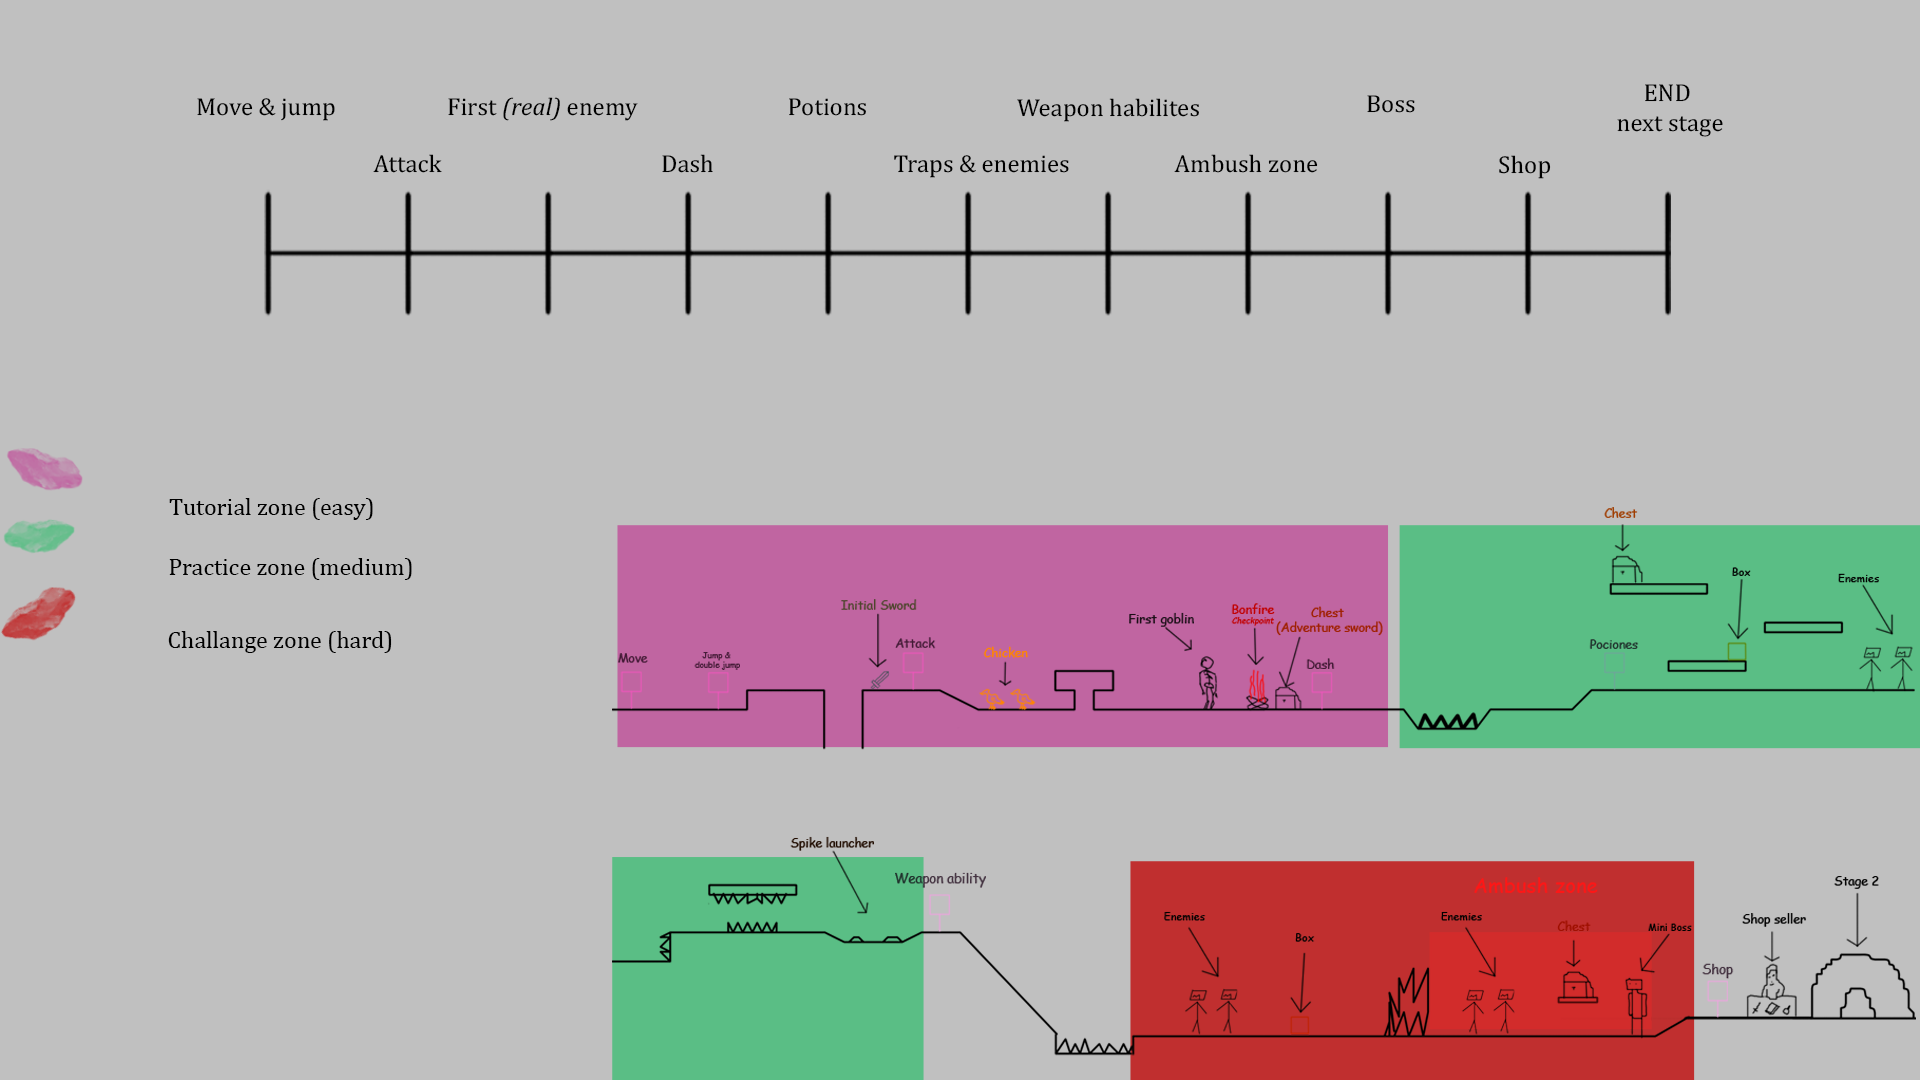 Move & jump
First (real) enemy
Potions
Weapon habilites
Boss
END
next stage
Attack
Dash
Traps & enemies
Ambush zone
Shop
Tutorial zone (easy)
Practice zone (medium)
Challange zone (hard)
Move
Jump &
double jump
Initial Sword
Attack
Chicken
First goblin
Bonfire
Checkpoint
Chest
(Adventure sword)
Dash
Chest
Pociones
Box
Enemies
Spike launcher
Weapon ability
Enemies
Box
Ambush zone
Enemies
Chest
Mini Boss
Shop
Shop seller
Stage 2